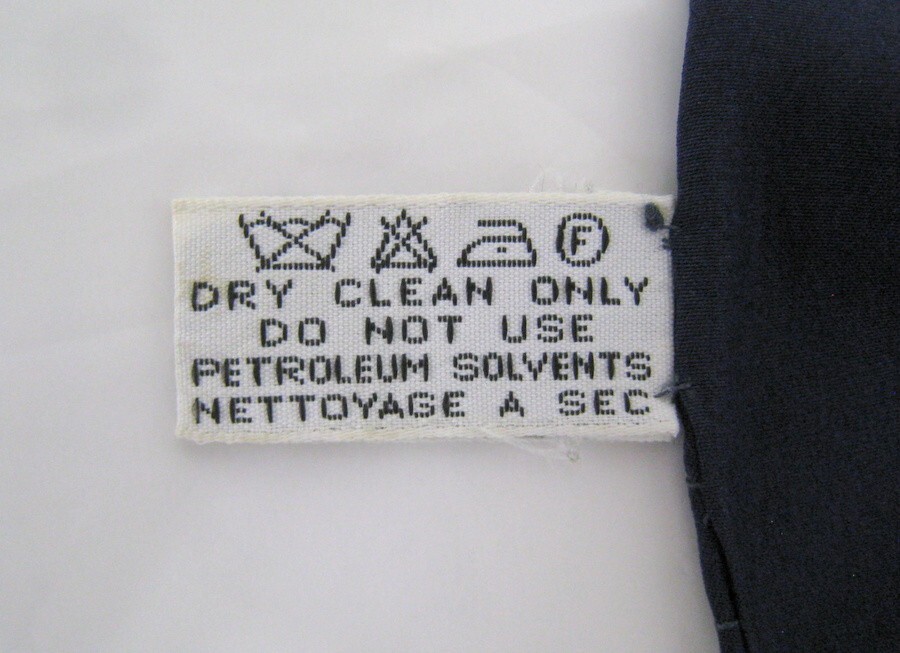 F
DRY CLEAN ONLY
DO NOT USE
PETROLEUM SOLVENTS
NETTOYAGE A SEC